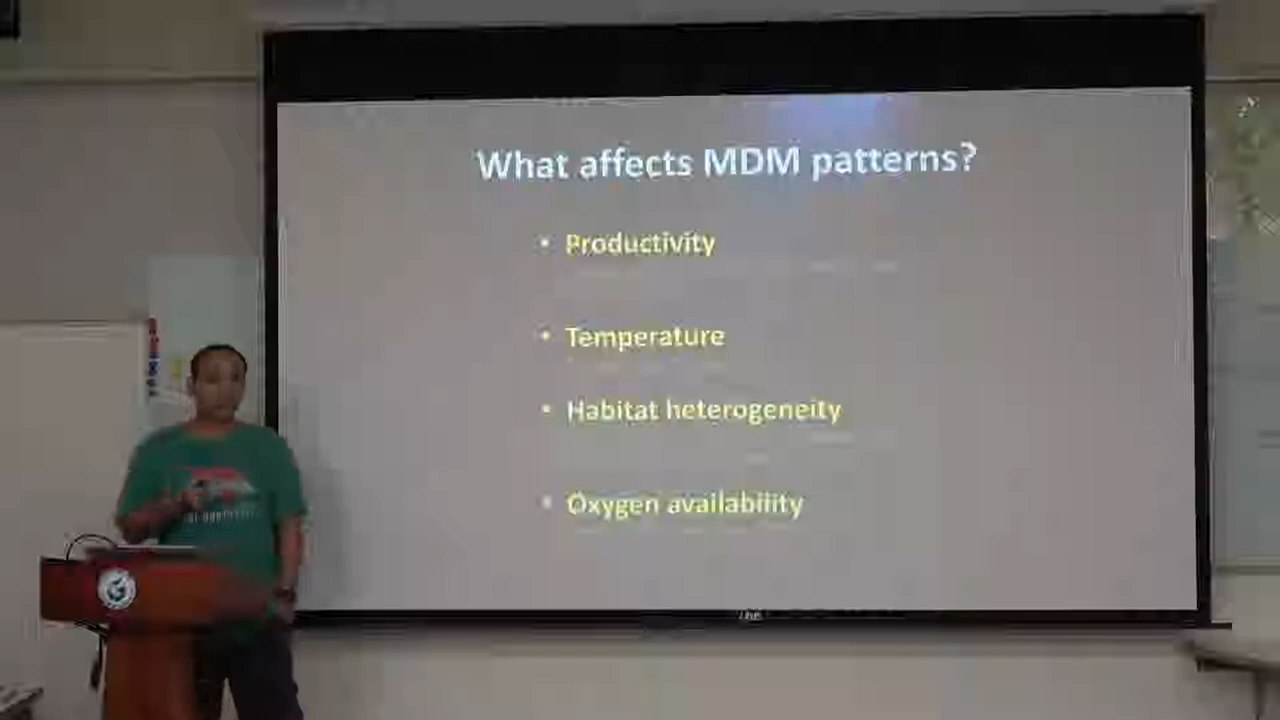 What affects MDM patterns?
• Productivity
• Temperature
• Habitat heterogeneity
• Oxygen availability